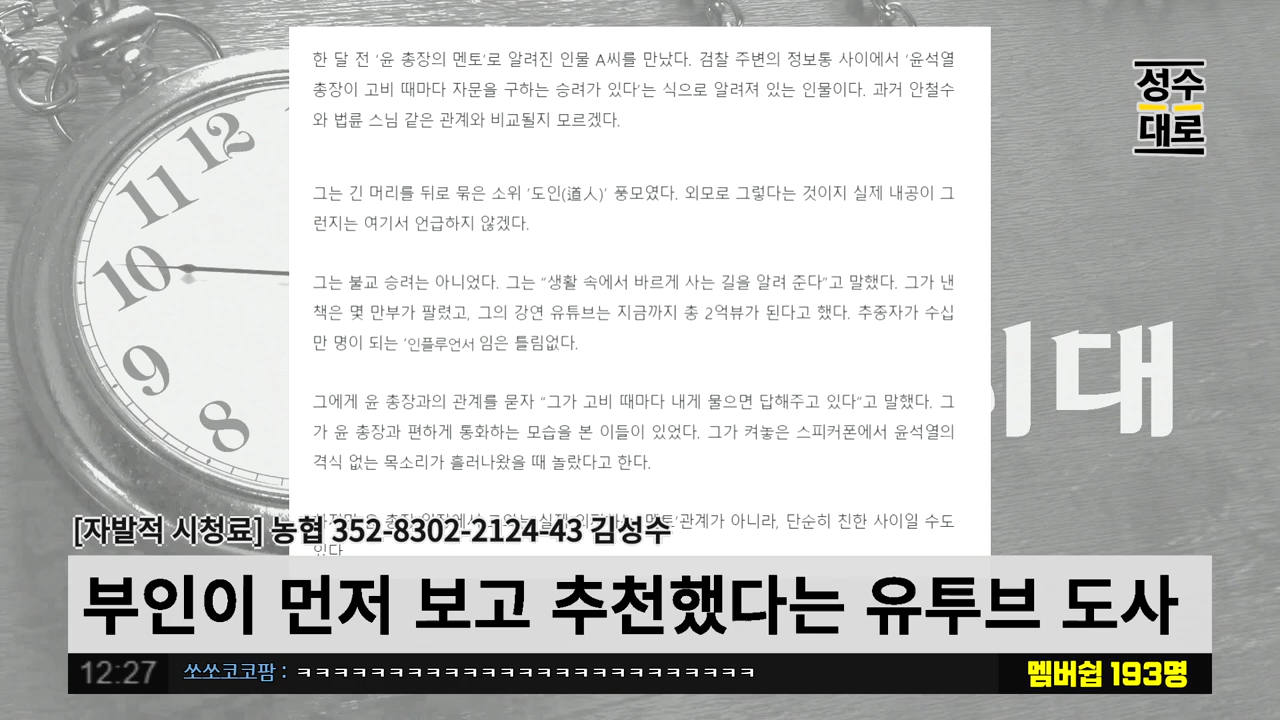 한 달 전 '윤 총장의 멘토'로 알려진 인물 A씨를 만났다. 검찰 주변의 정보통 사이에서 '윤석열
총장이 고비 때마다 자문을 구하는 승려가 있다'는 식으로 알려져 있는 인물이다. 과거 안철수
와 법륜 스님 같은 관계와 비교될지 모르겠다.
그는 긴 머리를 뒤로 묶은 소위 '도인(道人)' 풍모였다. 외모로 그렇다는 것이지 실제 내공이 그
런지는 여기서 언급하지 않겠다.
그는 불교 승려는 아니었다. 그는 "생활 속에서 바르게 사는 길을 알려 준다"고 말했다. 그가 낸
책은 몇 만부가 팔렸고, 그의 강연 유튜브는 지금까지 총 2억뷰가 된다고 했다. 추종자가 수십
만 명이 되는 '인플루언서 임은 틀림없다.
그에게 윤 총장과의 관계를 묻자 "그가 고비 때마다 내게 물으면 답해주고 있다"고 말했다. 그
가 윤 총장과 편하게 통화하는 모습을 본 이들이 있었다. 그가 켜놓은 스피커폰에서 윤석열의
격식 없는 목소리가 흘러나왔을 때 놀랐다고 한다.
관계가 아니라, 단순히 친한 사이일 수도
있다
성수
대로
대
12
11
10
9
8
[자발적 시청료] 농협 352-8302-2124-43 김성수
부인이 먼저 보고 추천했다는 유투브 도사
12:27 쏘쏘코코팜 : ㅋㅋㅋㅋㅋㅋㅋㅋㅋㅋㅋㅋㅋㅋㅋㅋㅋㅋㅋㅋㅋㅋㅋㅋㅋㅋㅋㅋㅋㅋ 멤버쉽 193명